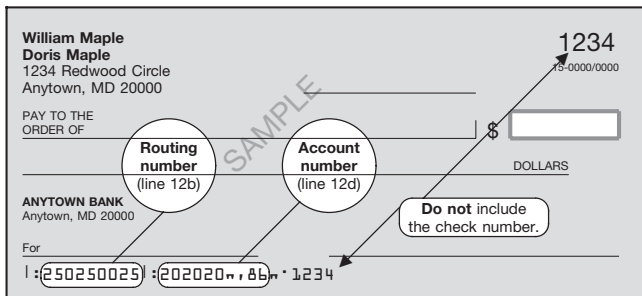 William Maple
Doris Maple
1234 Redwood Circle
Anytown, MD 20000
1234
15-0000/0000
SAMPLE
PAY TO THE
ORDER OF
$
Routing
number
(line 12b)
Account
number
(line 12d)
DOLLARS
ANYTOWN BANK
Anytown, MD 20000
Do not include
the check number.
For
|:250250025|:202020⑈,86⑈·1234